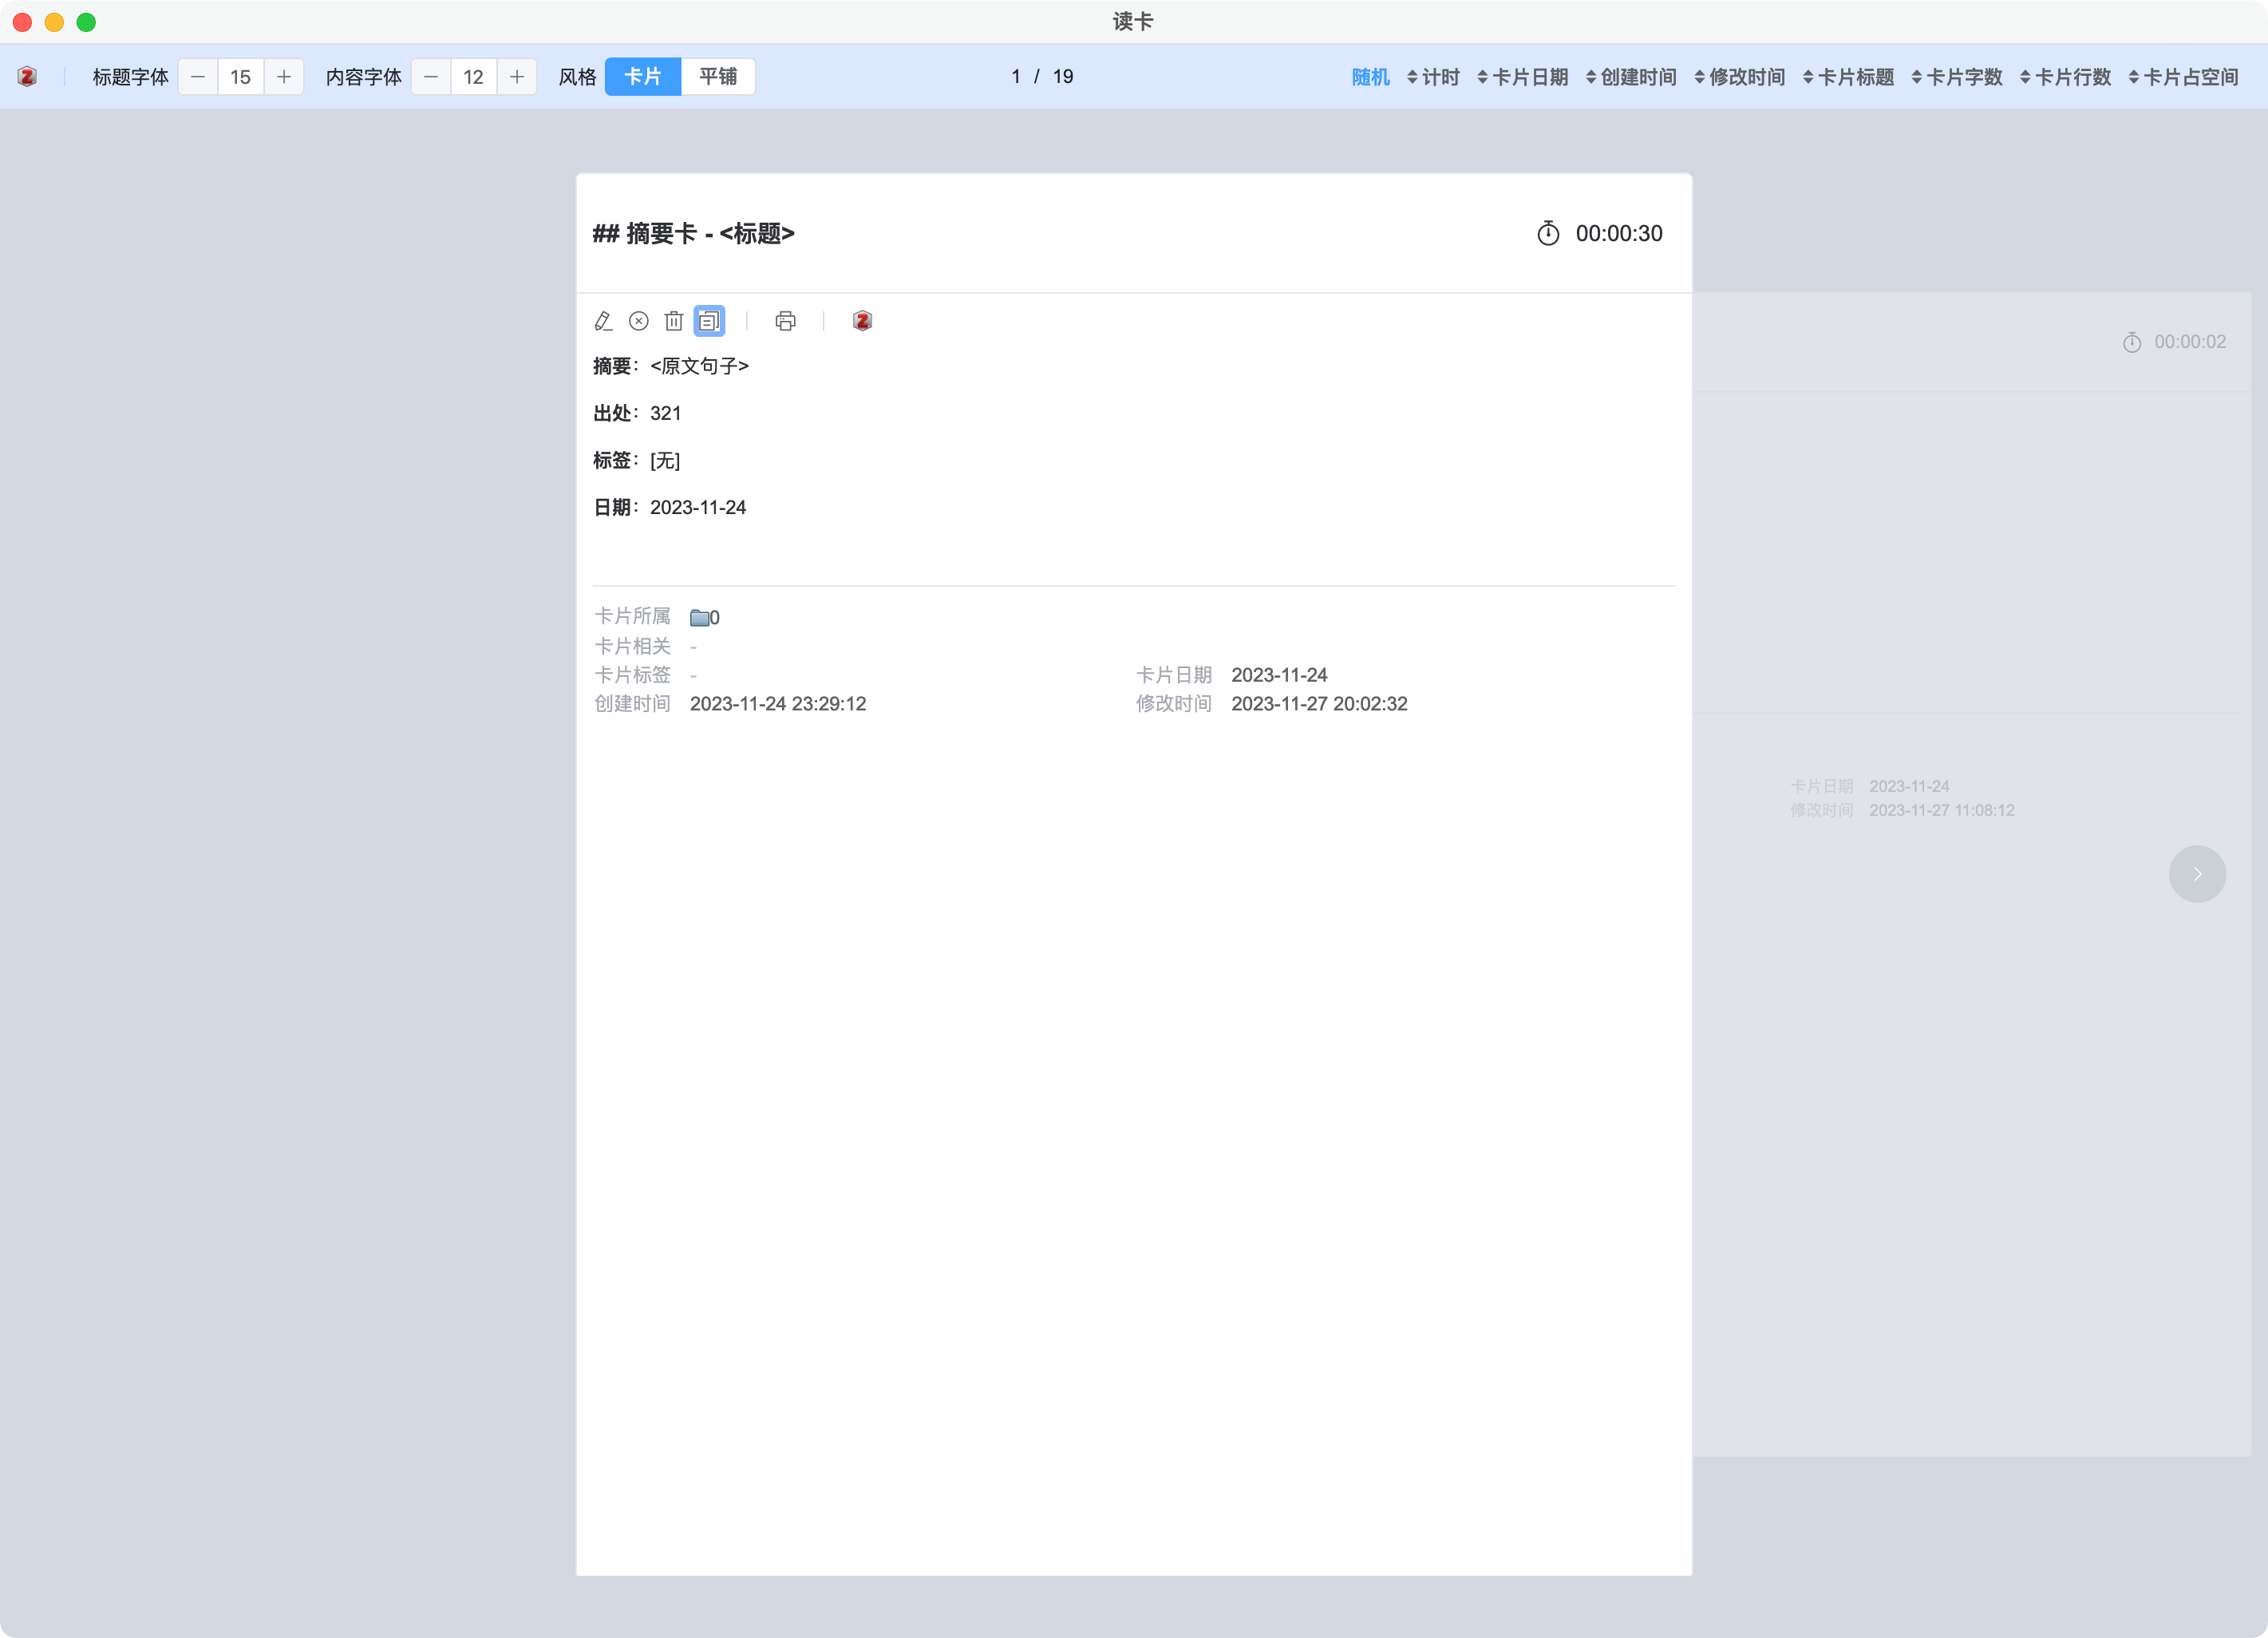 读卡
标题字体 15 内容字体 12 风格 卡片 平铺 1 / 19 随机 计时 卡片日期 创建时间 修改时间 卡片标题 卡片字数 卡片行数 卡片占空间
## 摘要卡 - <标题> 00:00:30
摘要：<原文句子>
出处：321
标签：[无]
日期：2023-11-24
卡片所属 0
卡片相关 -
卡片标签 - 卡片日期 2023-11-24
创建时间 2023-11-24 23:29:12 修改时间 2023-11-27 20:02:32
00:00:02
卡片日期 2023-11-24
修改时间 2023-11-27 11:08:12